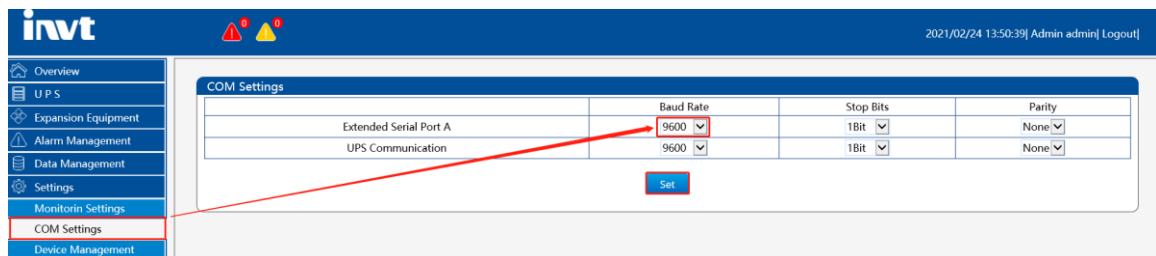 invt
0 0
2021/02/24 13:50:39| Admin admin| Logout|
Overview
UPS
Expansion Equipment
Alarm Management
Data Management
Settings
Monitorin Settings
COM Settings
Device Management
COM Settings
Baud Rate Stop Bits Parity
Extended Serial Port A 9600 1Bit None
UPS Communication 9600 1Bit None
Set